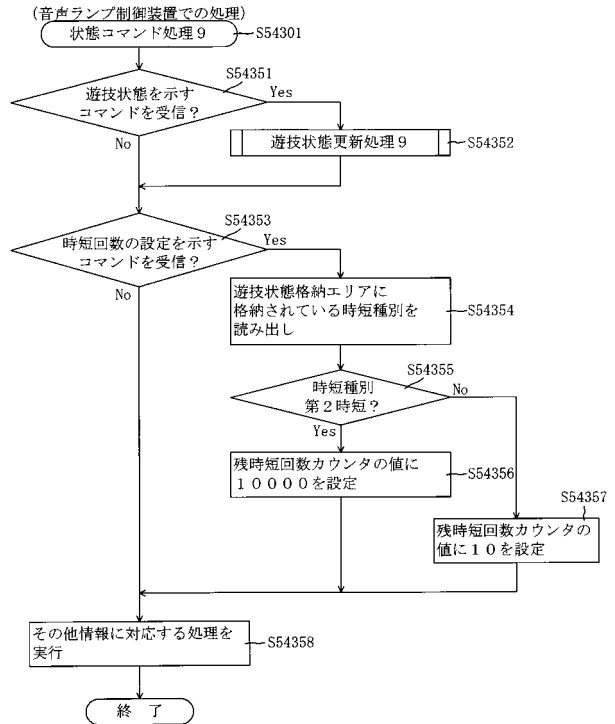 (音声ランプ制御装置での処理)
状態コマンド処理９
S54301
S54351
遊技状態を示す
コマンドを受信？
Yes
No
遊技状態更新処理９
S54352
S54353
時短回数の設定を示す
コマンドを受信？
Yes
No
遊技状態格納エリアに
格納されている時短種別を
読み出し
S54354
S54355
時短種別
第２時短？
No
Yes
残時短回数カウンタの値に
１００００を設定
S54356
S54357
残時短回数カウンタの
値に１０を設定
その他情報に対応する処理を
実行
S54358
終　了